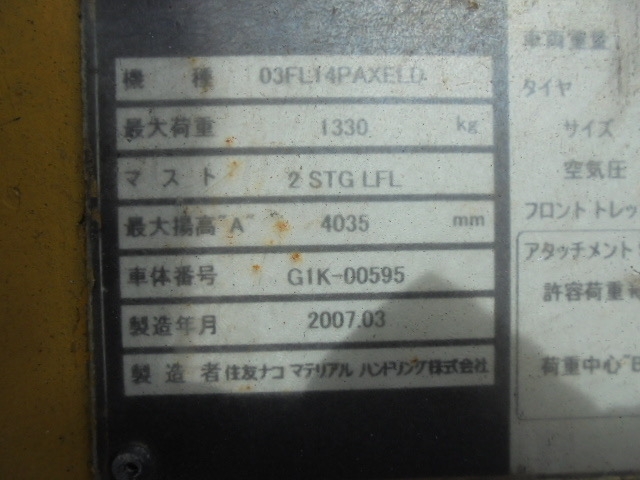 機種 03FL14PAXELD
最大荷重 1330 kg
マスト 2 STG LFL
最大揚高"A" 4035 mm
車体番号 G1K-00595
製造年月 2007.03
製造者 住友ナコ マテリアル ハンドリング株式会社
車両重量
タイヤ
サイズ
空気圧
フロントトレッ
アタッチメント
許容荷重
荷重中心"B